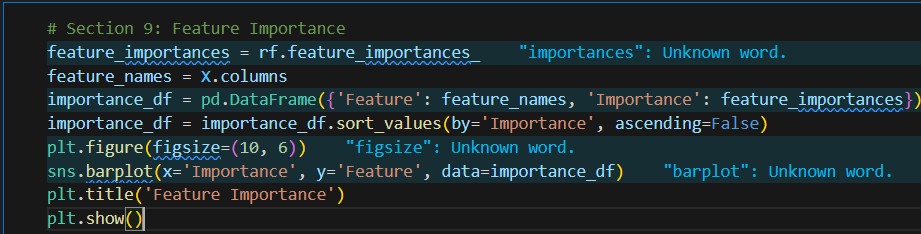 # Section 9: Feature Importance
feature_importances = rf.feature_importances_ "importances": Unknown word.
feature_names = X.columns
importance_df = pd.DataFrame({'Feature': feature_names, 'Importance': feature_importances})
importance_df = importance_df.sort_values(by='Importance', ascending=False)
plt.figure(figsize=(10, 6)) "figsize": Unknown word.
sns.barplot(x='Importance', y='Feature', data=importance_df) "barplot": Unknown word.
plt.title('Feature Importance')
plt.show()